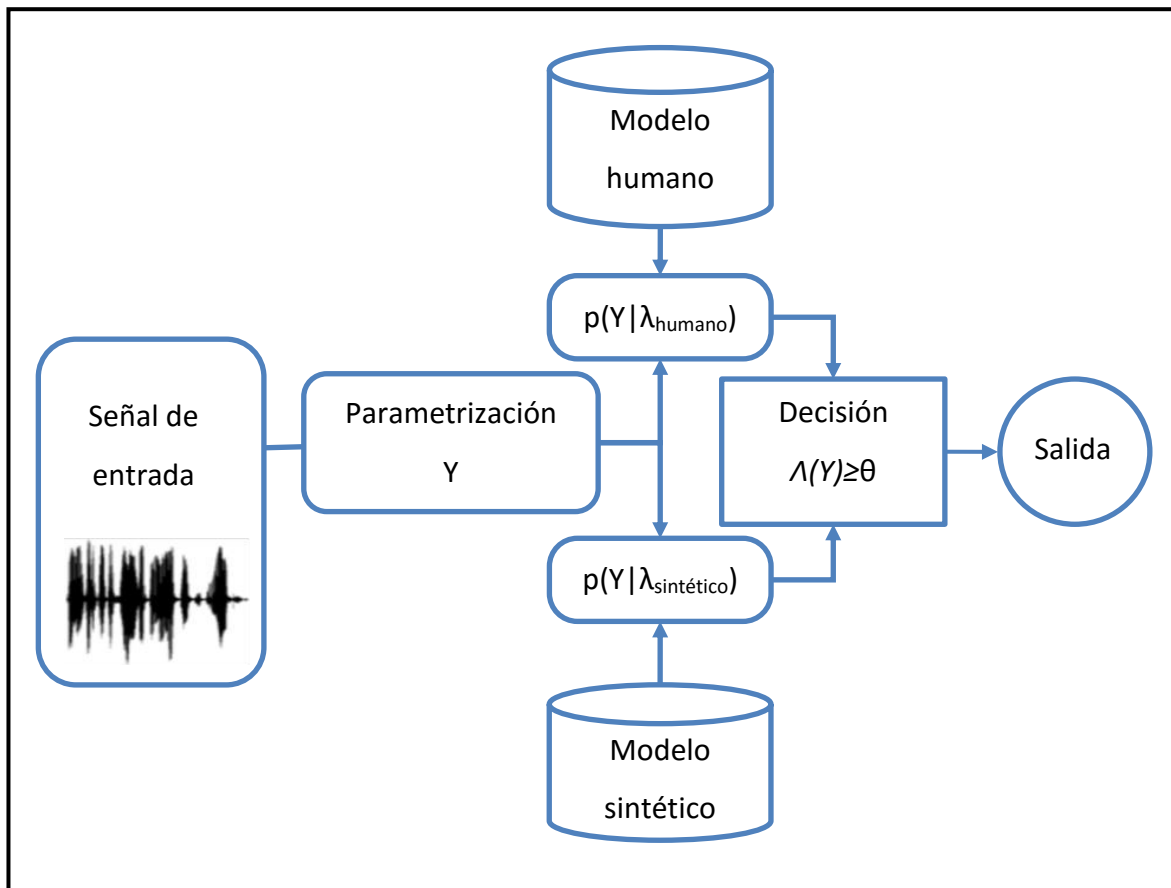 Modelo
humano
p(Y|λhumano)
Señal de
entrada
Parametrización
Y
Decisión
Λ(Y)≥θ
Salida
p(Y|λsintético)
Modelo
sintético